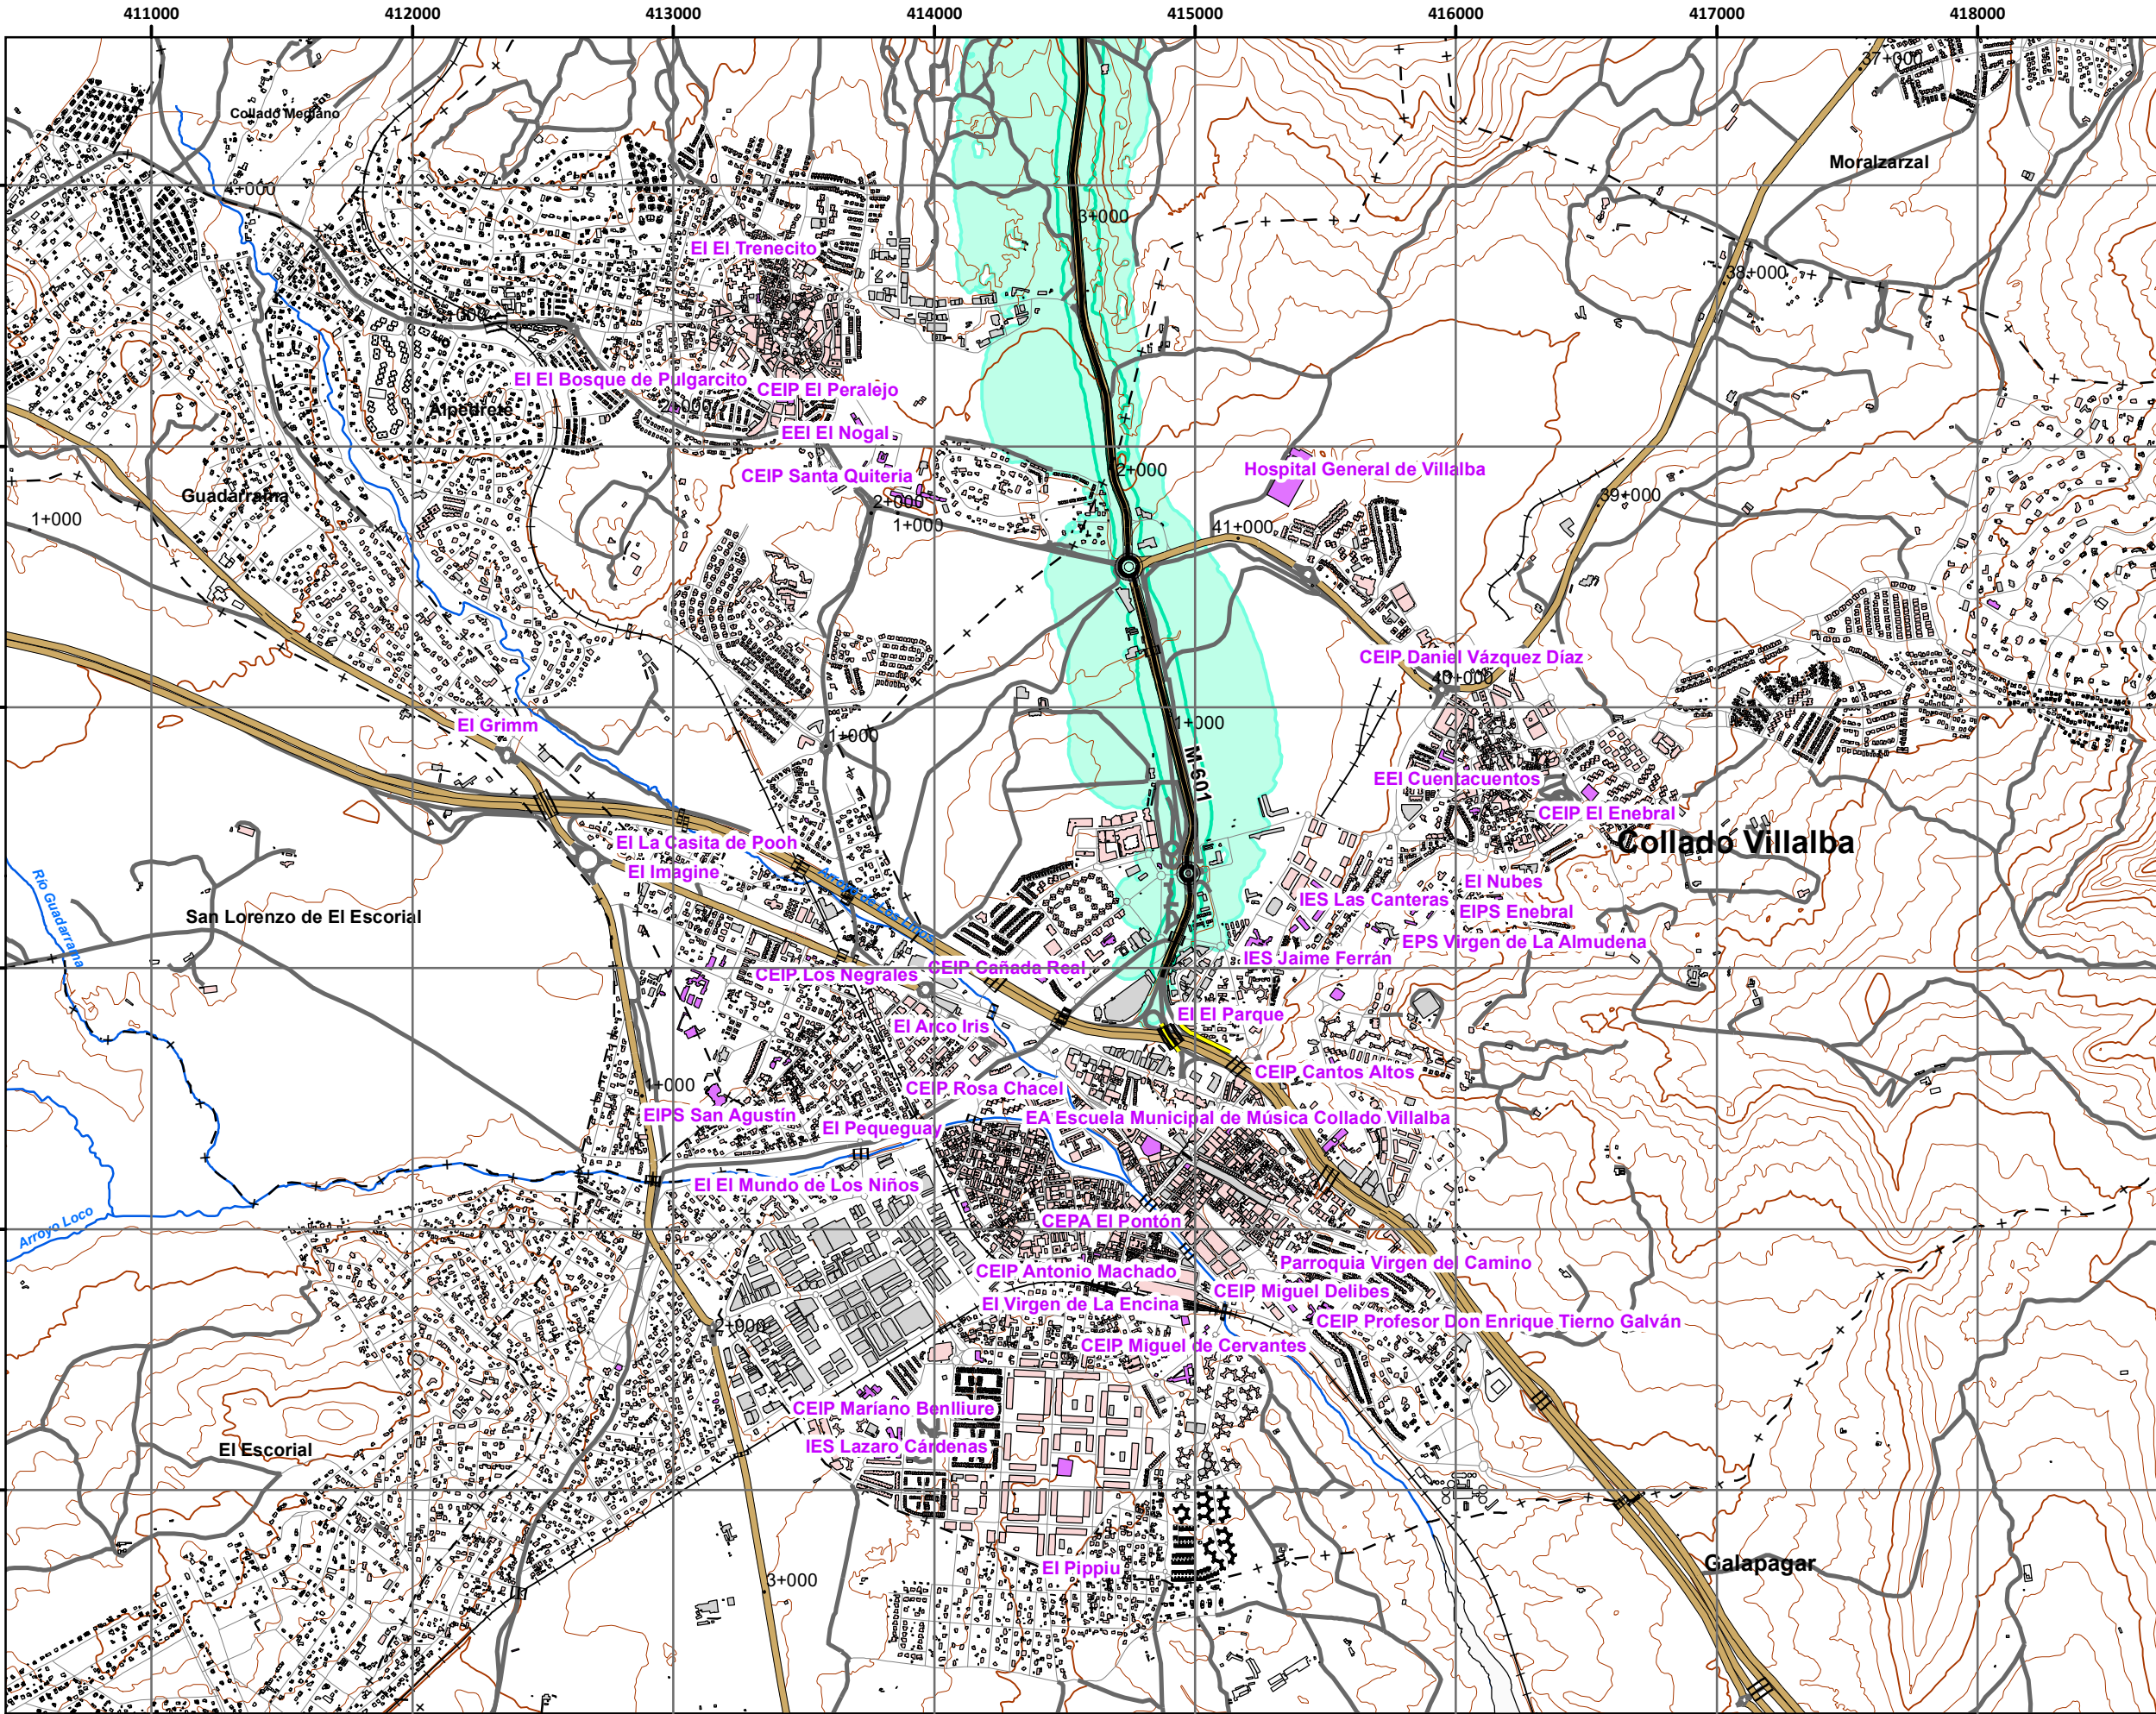 411000 412000 413000 414000 415000 416000 417000 418000
37+000
Collado Mediano
Moralzarzal
4+000
3+000
EI El Trenecito
38+000
EI El Bosque de Pulgarcito
CEIP El Peralejo
Alpedrete
2+000
EEI El Nogal
Hospital General de Villalba
2+000
CEIP Santa Quiteria
Guadarrama
39+000
2+000
1+000
1+000
41+000
CEIP Daniel Vázquez Díaz
40+000
EI Grimm
1+000
1+000
M-601
EEI Cuentacuentos
CEIP El Enebral
Collado Villalba
EI La Casita de Pooh
EI Imagine
Arroyo de Los Linos
EI Nubes
Río Guadarrama
IES Las Canteras
EIPS Enebral
San Lorenzo de El Escorial
EPS Virgen de La Almudena
IES Jaime Ferrán
CEIP Cañada Real
CEIP Los Negrales
EI El Parque
EI Arco Iris
CEIP Cantos Altos
1+000
CEIP Rosa Chacel
EIPS San Agustín
EA Escuela Municipal de Música Collado Villalba
EI Pequeguay
EI El Mundo de Los Niños
CEPA El Pontón
Arroyo Loco
Parroquia Virgen del Camino
CEIP Antonio Machado
CEIP Miguel Delibes
EI Virgen de La Encina
CEIP Profesor Don Enrique Tierno Galván
2+000
CEIP Miguel de Cervantes
CEIP Mariano Benlliure
IES Lazaro Cárdenas
El Escorial
Galapagar
EI Pippiu
3+000